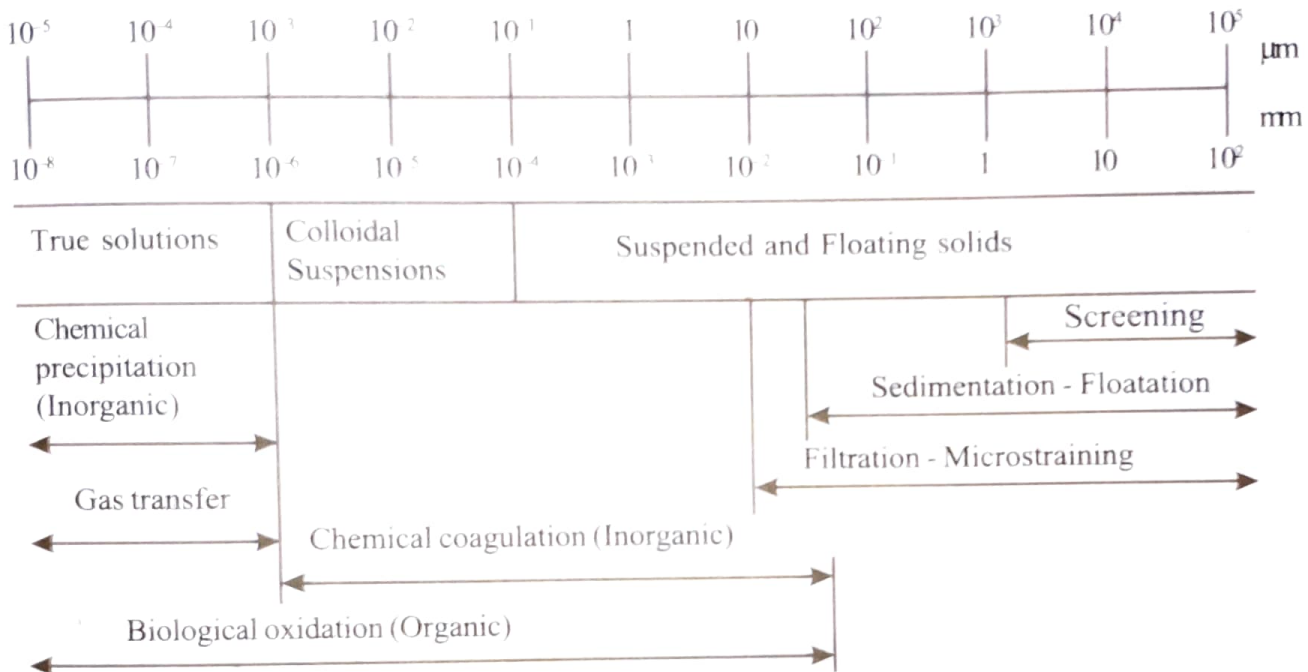 10⁻⁵ 10⁻⁴ 10⁻³ 10⁻² 10⁻¹ 1 10 10² 10³ 10⁴ 10⁵
μm
mm
10⁻⁸ 10⁻⁷ 10⁻⁶ 10⁻⁵ 10⁻⁴ 10⁻³ 10⁻² 10⁻¹ 1 10 10²
True solutions
Colloidal
Suspensions
Suspended and Floating solids
Chemical
precipitation
(Inorganic)
Screening
Sedimentation - Floatation
Filtration - Microstraining
Gas transfer
Chemical coagulation (Inorganic)
Biological oxidation (Organic)